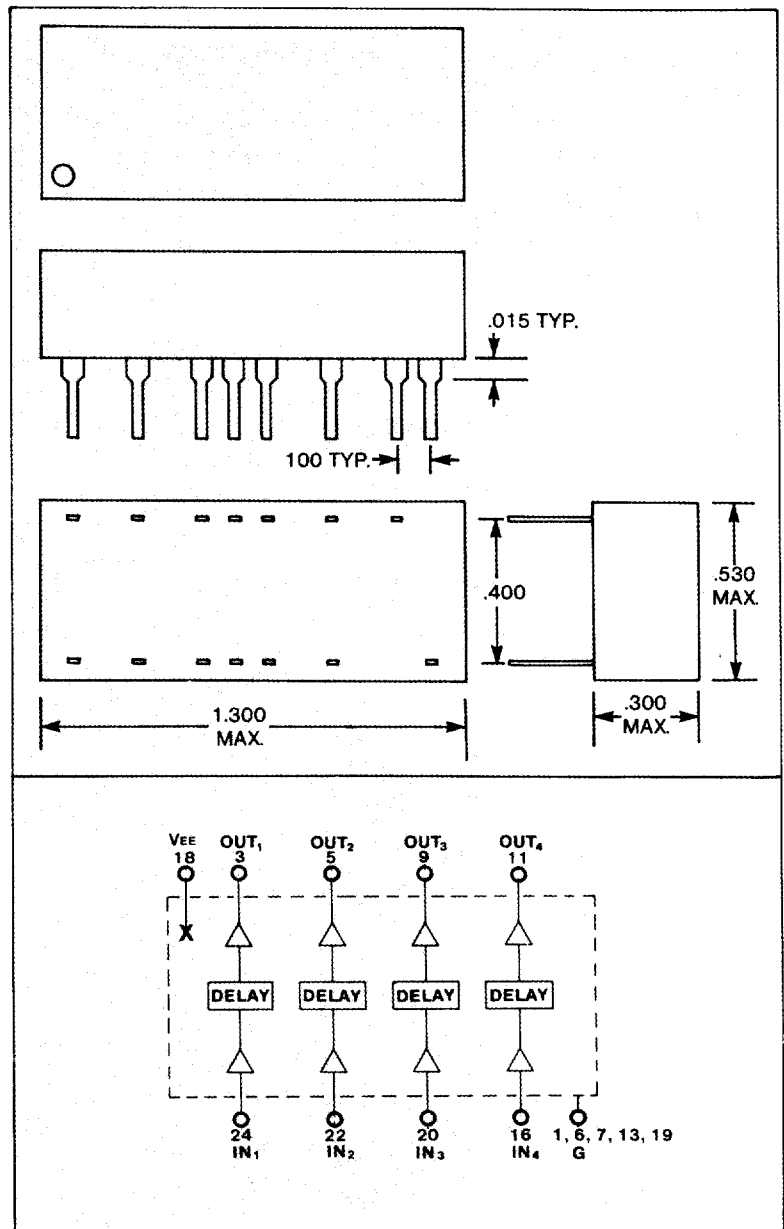 .015 TYP.
100 TYP.
.400
.530
MAX.
1.300
MAX.
.300
MAX.
VEE OUT₁ OUT₂ OUT₃ OUT₄
18 3 5 9 11
X
DELAY DELAY DELAY DELAY
24 22 20 16 1, 6, 7, 13, 19
IN₁ IN₂ IN₃ IN₄ G